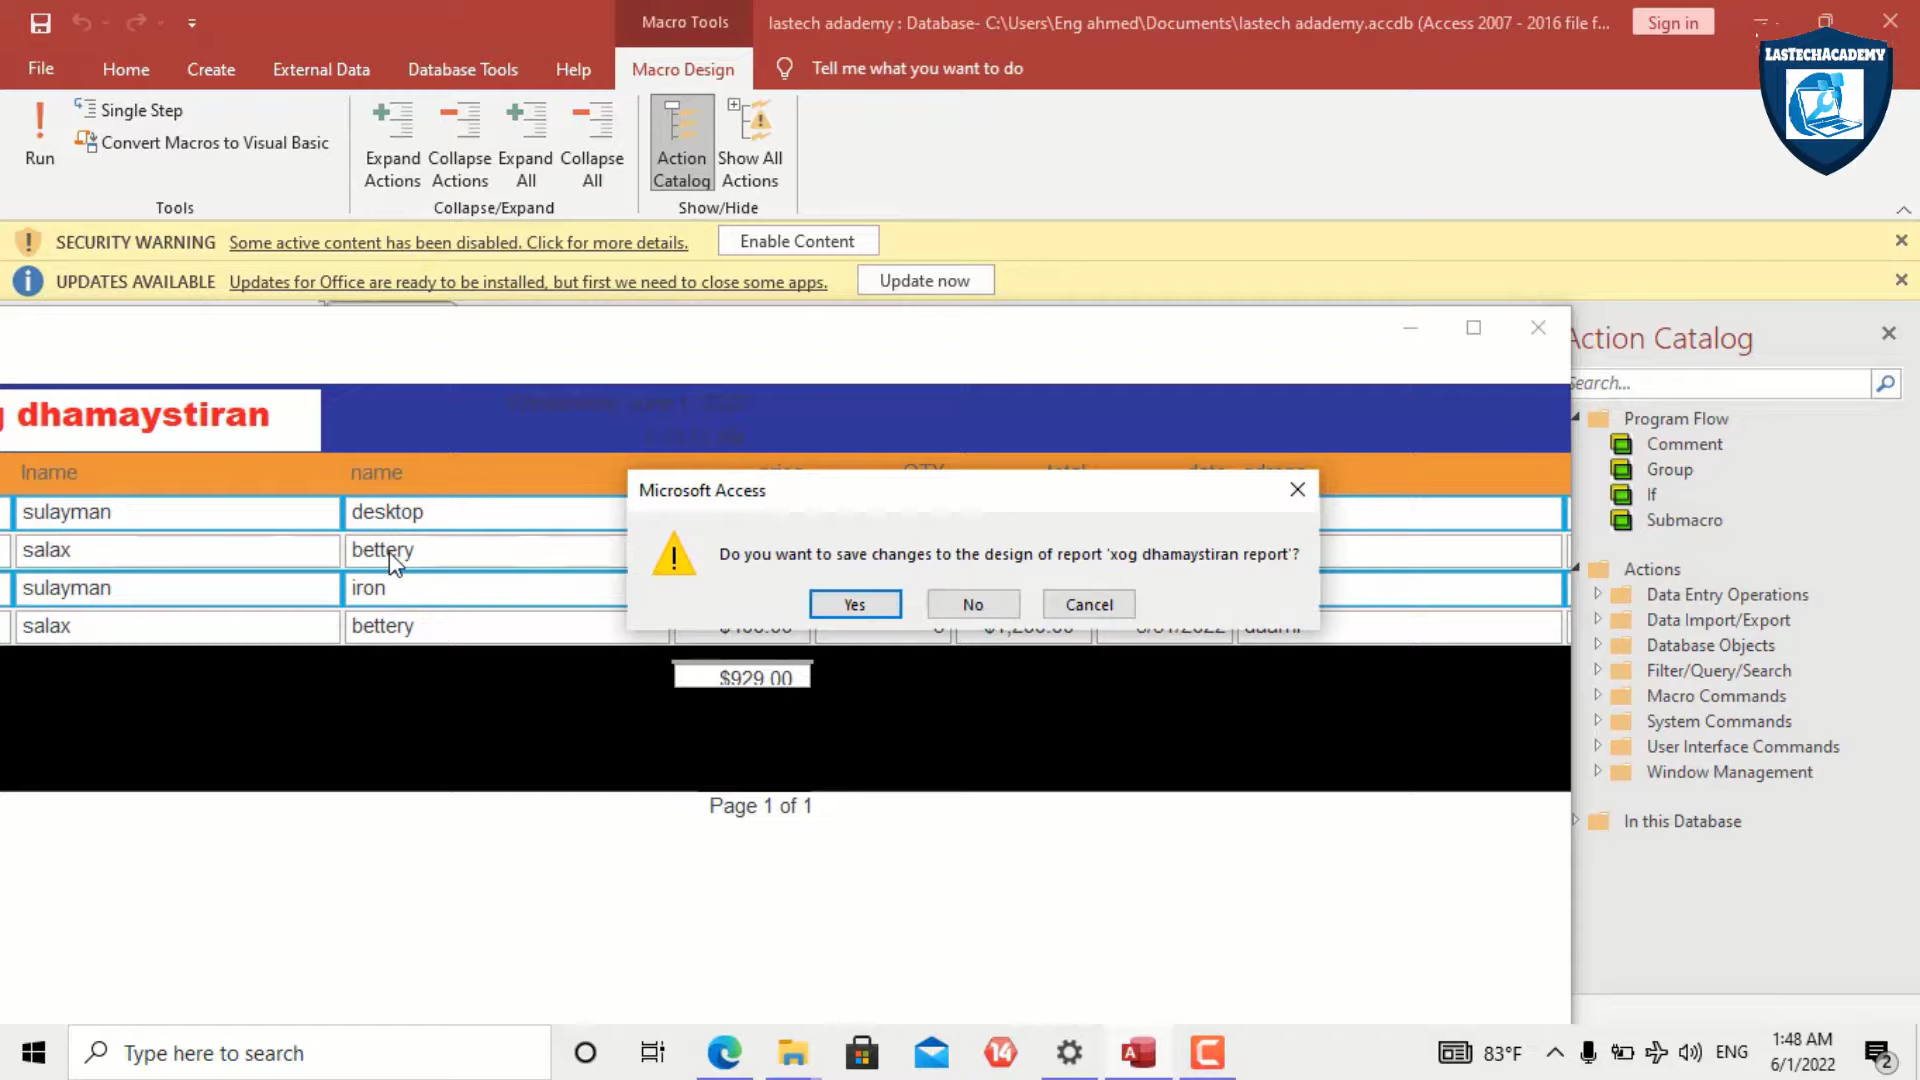 Macro Tools
lastech adademy : Database- C:\Users\Eng ahmed\Documents\lastech adademy.accdb (Access 2007 - 2016 file f...
Sign in
LASTECHACADEMY
File Home Create External Data Database Tools Help Macro Design Tell me what you want to do
Run
Single Step
Convert Macros to Visual Basic
Tools
Expand Actions
Collapse Actions
Expand All
Collapse All
Collapse/Expand
Action Catalog
Show All Actions
Show/Hide
SECURITY WARNING Some active content has been disabled. Click for more details. Enable Content
UPDATES AVAILABLE Updates for Office are ready to be installed, but first we need to close some apps. Update now
dhamaystiran
lname name
sulayman desktop
salax bettery
sulayman iron
salax bettery
$929.00
Page 1 of 1
Microsoft Access
Do you want to save changes to the design of report 'xog dhamaystiran report'?
Yes No Cancel
Action Catalog
Search...
Program Flow
Comment
Group
If
Submacro
Actions
Data Entry Operations
Data Import/Export
Database Objects
Filter/Query/Search
Macro Commands
System Commands
User Interface Commands
Window Management
In this Database
Type here to search
14
83°F
ENG
1:48 AM
6/1/2022
2